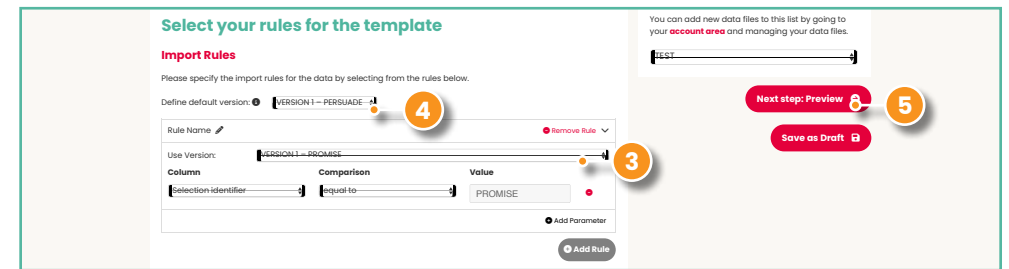 Select your rules for the template
Import Rules
Please specify the import rules for the data by selecting from the rules below.
Define default version: VERSION 1 – PERSUADE
4
Rule Name
Remove Rule
Use Version: VERSION 1 – PROMISE
3
Column Comparison Value
Selection identifier equal to PROMISE
Add Parameter
Add Rule
You can add new data files to this list by going to
your account area and managing your data files.
TEST
Next step: Preview
5
Save as Draft